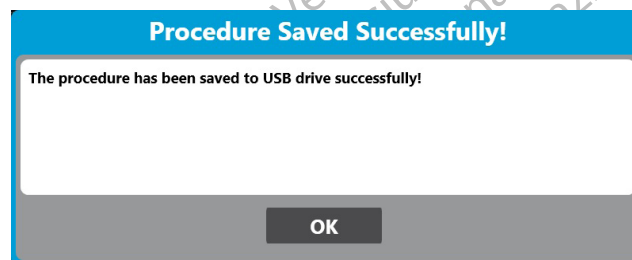 Procedure Saved Successfully!
The procedure has been saved to USB drive successfully!
OK